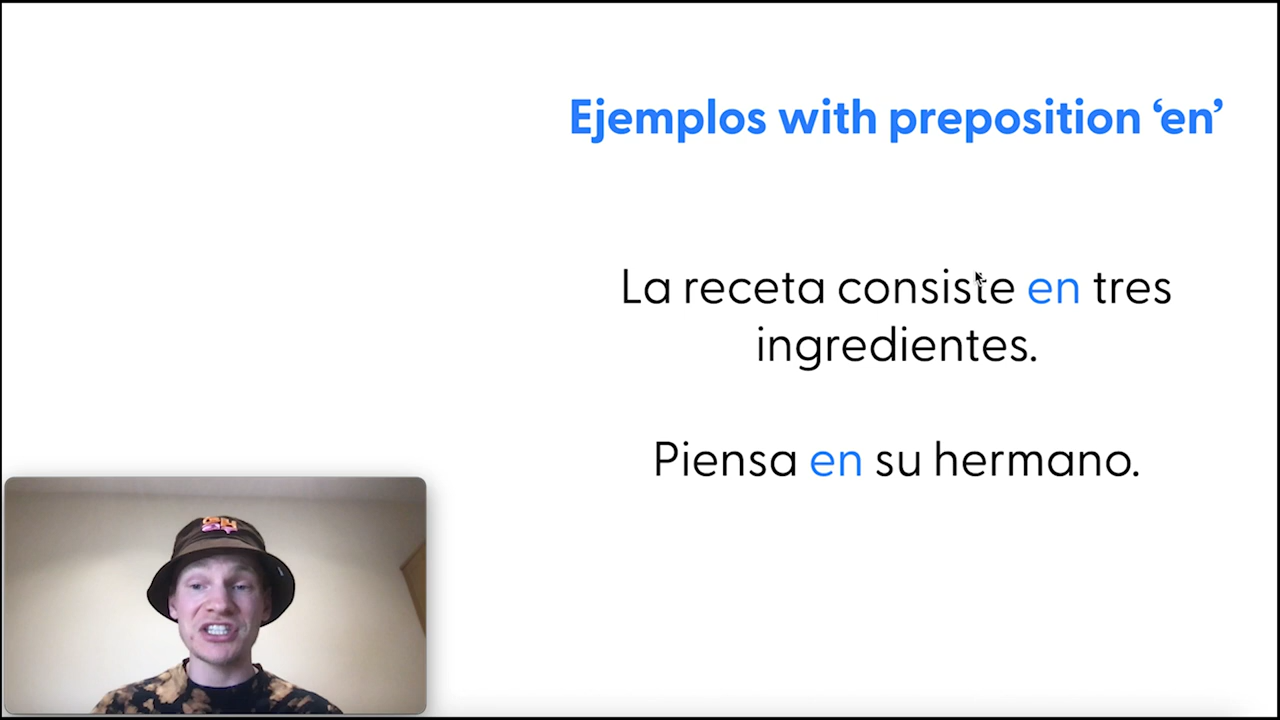 Ejemplos with preposition ‘en’
La receta consiste en tres
ingredientes.
Piensa en su hermano.